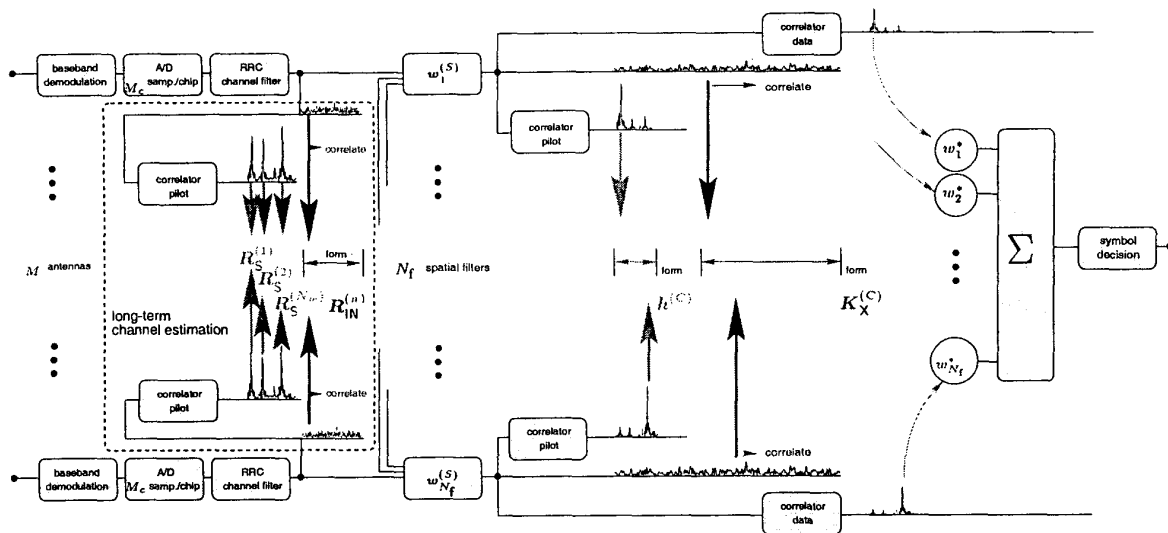 correlator
data
baseband
demodulation
A/D
M_c samp./chip
RRC
channel filter
w_1^{(S)}
correlate
correlator
pilot
correlate
correlator
pilot
w_1^*
w_2^*
M antennas
R_S^{(1)}
R_S^{(2)}
R_S^{(N_m)}
form
R_{IN}^{(n)}
N_f spatial filters
form
h^{(C)}
form
K_X^{(C)}
Σ
symbol
decision
long-term
channel estimation
w_{N_f}^*
correlator
pilot
correlate
correlator
pilot
correlate
baseband
demodulation
A/D
M_c samp./chip
RRC
channel filter
w_{N_f}^{(S)}
correlator
data